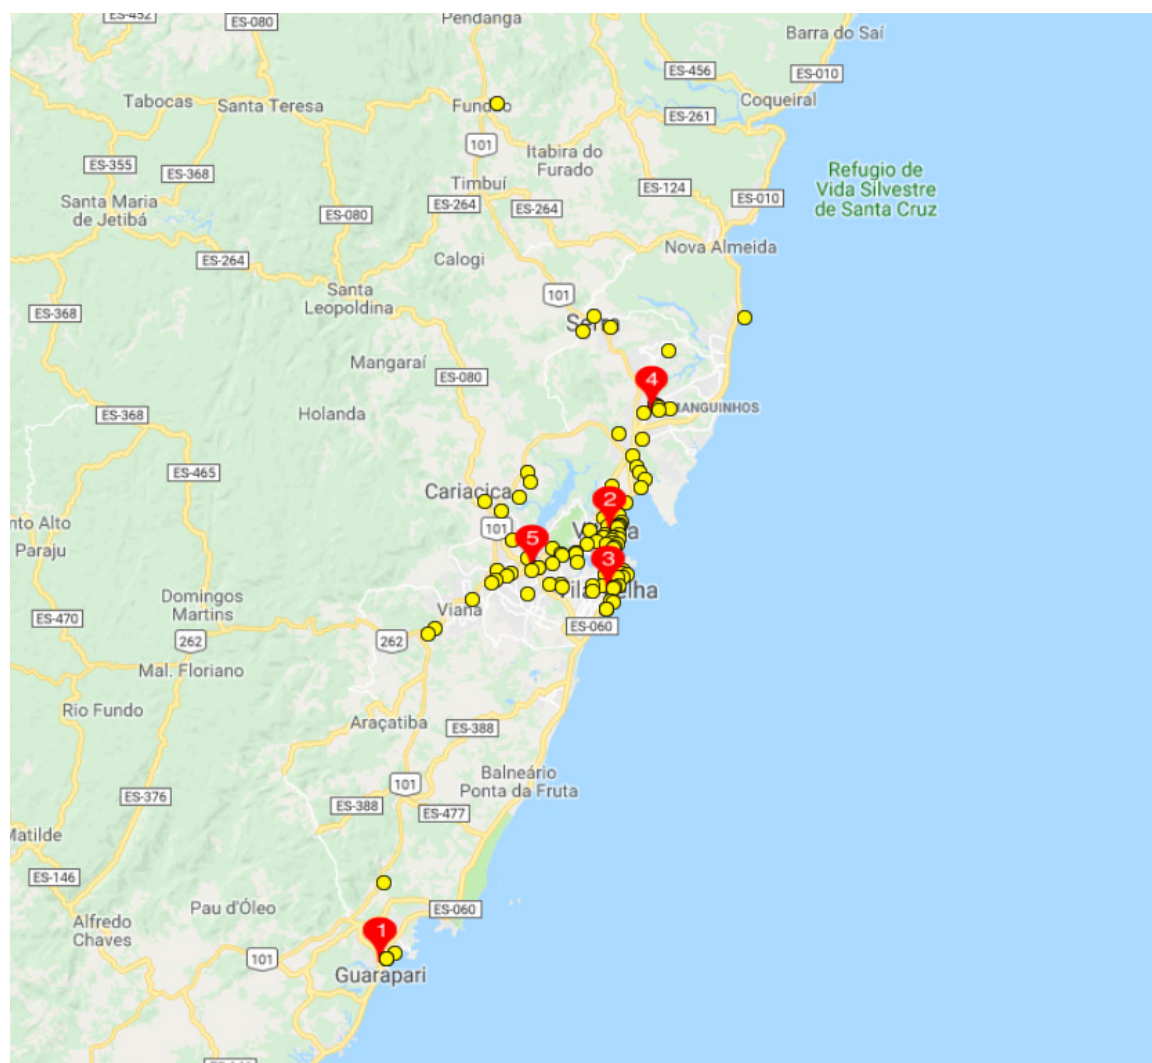 ES-452
ES-080
Pendanga
Barra do Saí
ES-456
ES-010
Tabocas
Santa Teresa
Coqueiral
ES-261
101
Itabira do
Furado
ES-355
ES-368
Timbuí
ES-124
ES-010
Refugio de
Vida Silvestre
de Santa Cruz
Santa Maria
de Jetibá
ES-080
ES-264
ES-264
Nova Almeida
ES-264
Calogi
Santa
Leopoldina
101
ES-368
Mangaraí
ES-080
4
Holanda
MANGUINHOS
ES-368
ES-465
Cariacica
2
101
5
Paraju
3
Domingos
Martins
Viana
ES-470
262
262
ES-060
Mal. Floriano
Rio Fundo
Araçatiba
ES-388
Balneário
Ponta da Fruta
101
ES-376
ES-388
ES-477
ES-146
Pau d'Óleo
ES-060
Alfredo
Chaves
1
101
Guarapari